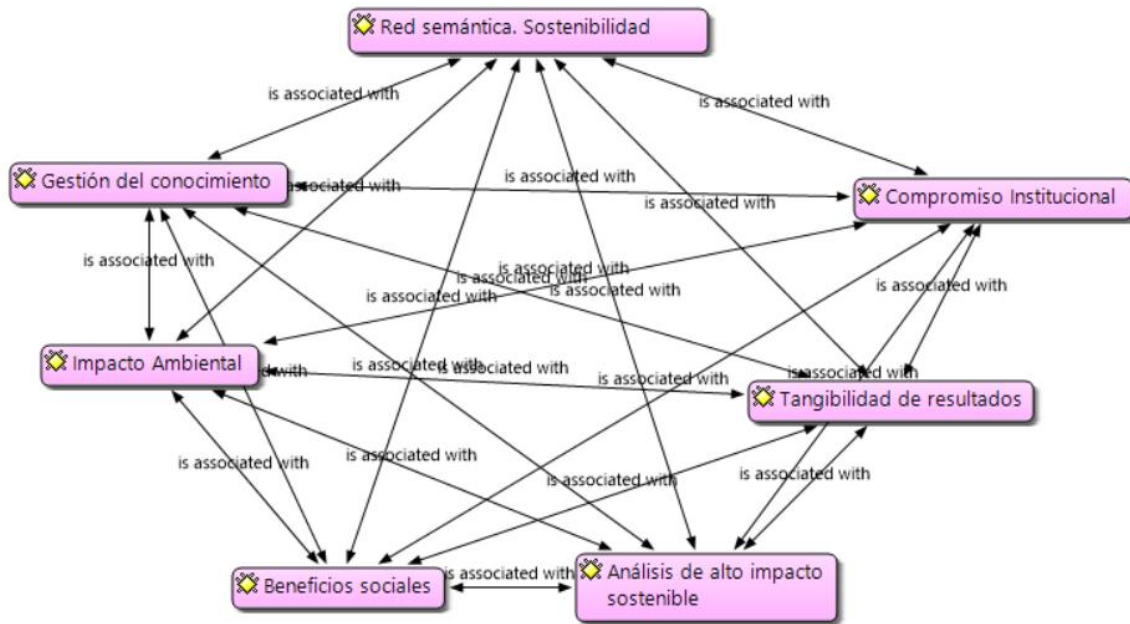 Red semántica. Sostenibilidad
is associated with
is associated with
Gestión del conocimiento
is associated with
associated with
Compromiso Institucional
is associated with
is associated with
is associated with
is associated with
is associated with
is associated with
is associated with
Impacto Ambiental
is associated with
is associated with
is associated with
is associated with
Tangibilidad de resultados
is associated with
is associated with
is associated with
is associated with
Beneficios sociales
is associated with
Análisis de alto impacto
sostenible